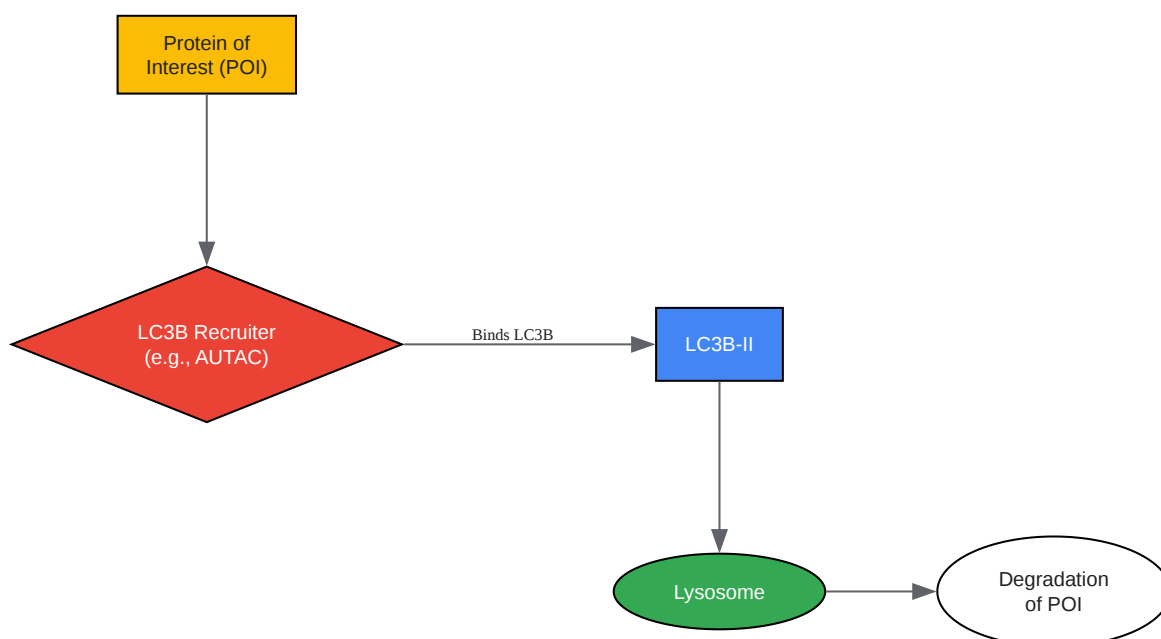 Protein of
Interest (POI)
LC3B Recruiter
(e.g., AUTAC)
Binds LC3B
LC3B-II
Lysosome
Degradation
of POI